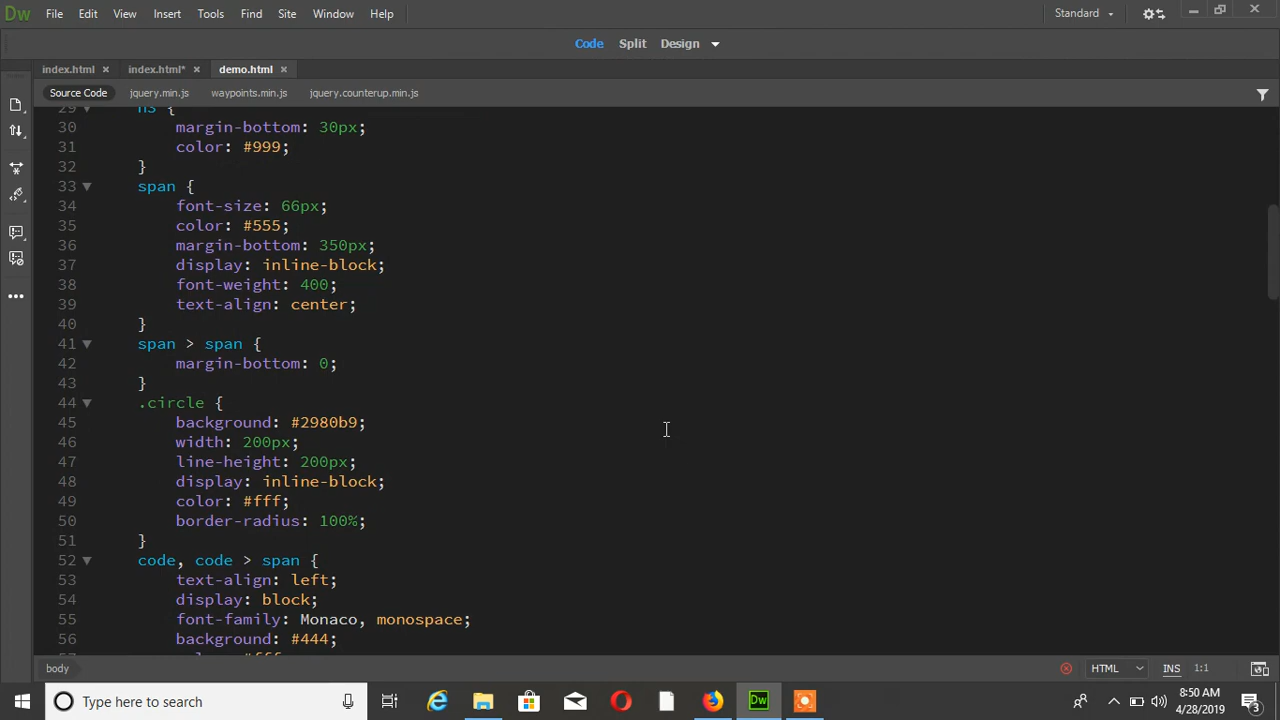 Dw File Edit View Insert Tools Find Site Window Help Standard
Code Split Design
index.html index.html* demo.html
Source Code jquery.min.js waypoints.min.js jquery.counterup.min.js
29 h3 {
30 margin-bottom: 30px;
31 color: #999;
32 }
33 span {
34 font-size: 66px;
35 color: #555;
36 margin-bottom: 350px;
37 display: inline-block;
38 font-weight: 400;
39 text-align: center;
40 }
41 span > span {
42 margin-bottom: 0;
43 }
44 .circle {
45 background: #2980b9;
46 width: 200px;
47 line-height: 200px;
48 display: inline-block;
49 color: #fff;
50 border-radius: 100%;
51 }
52 code, code > span {
53 text-align: left;
54 display: block;
55 font-family: Monaco, monospace;
56 background: #444;
body HTML INS 1:1
Type here to search Dw 8:50 AM
4/28/2019 3